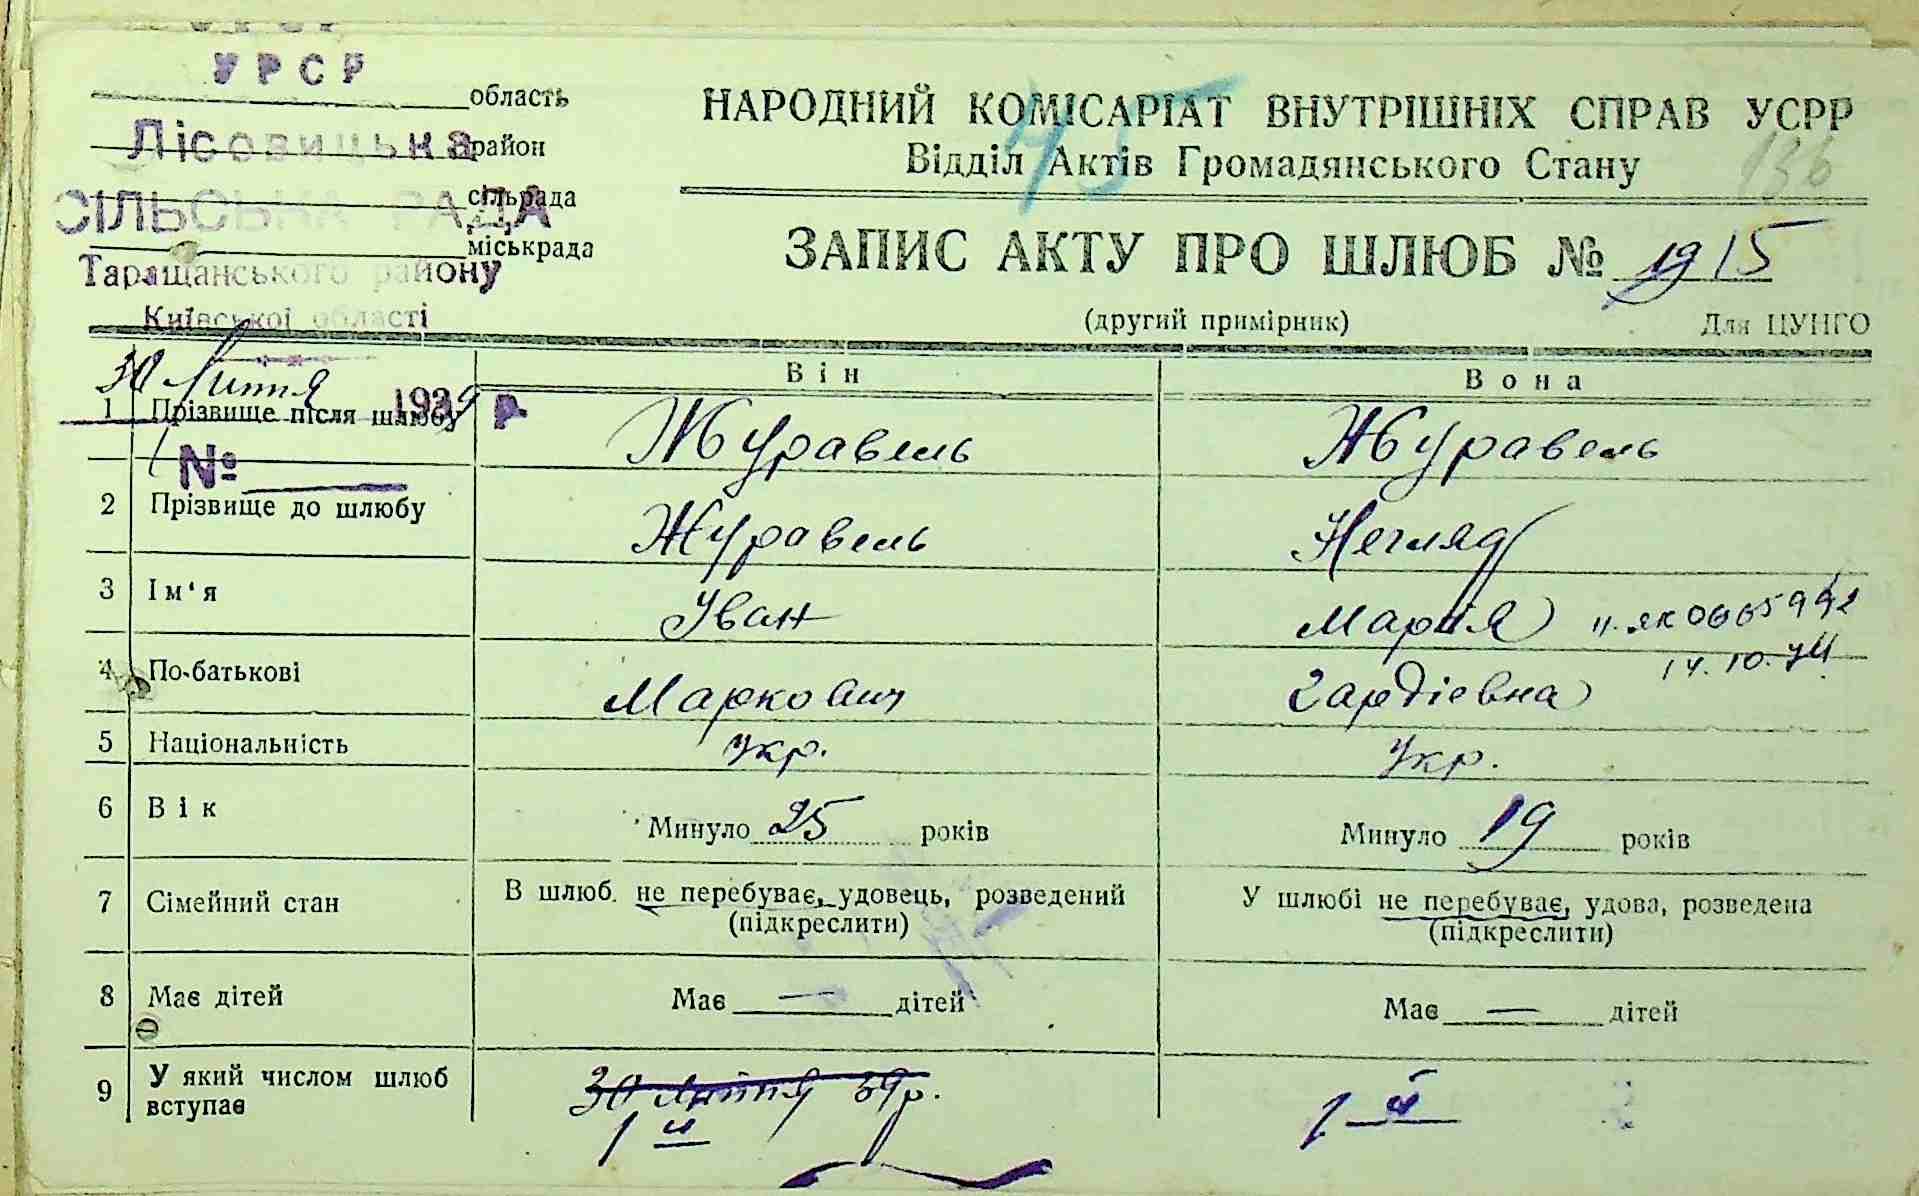 УРСР
область
Лісовицька район
сільрада
СІЛЬСЬКА РАДА
міськрада
Таращанського району
Київської області
НАРОДНИЙ КОМІСАРІАТ ВНУТРІШНІХ СПРАВ УСРР
45
Відділ Актів Громадянського Стану
136
ЗАПИС АКТУ ПРО ШЛЮБ № 15
(другий примірник) Для ЦУНГО
30 Липня 1939 р
Він Вона
1 Прізвище після шлюбу Журавель Журавель
№
2 Прізвище до шлюбу Журавель Негляд
3 Ім'я Іван Марія
14.10.
4 По-батькові Маркович Гардіевна
5 Національність Укр. Укр.
6 Вік Минуло 25 років Минуло 19 років
7 Сімейний стан В шлюб. не перебуває, удовець, розведений У шлюбі не перебуває, удова, розведена
(підкреслити) (підкреслити)
8 Має дітей Має — дітей Має — дітей
9 У який числом шлюб вступає 30 липня 39 р.
1й 1й